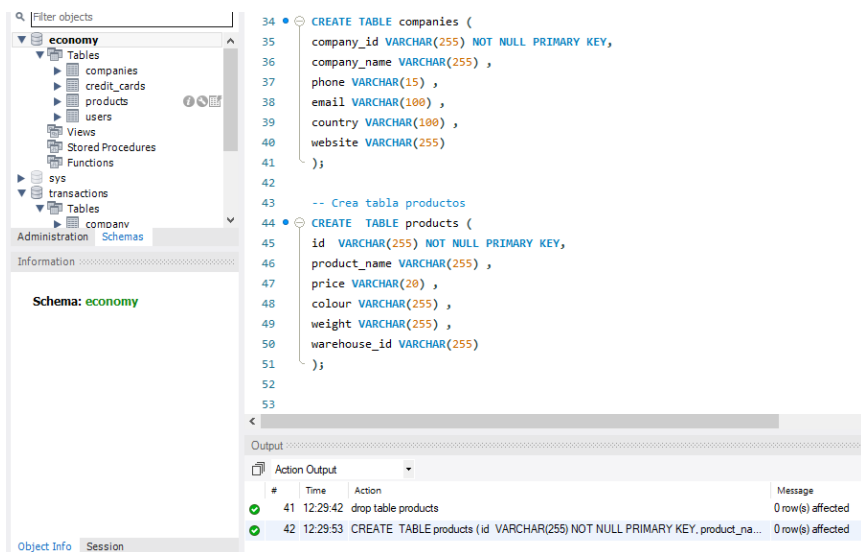 Filter objects
economy
Tables
companies
credit_cards
products
users
Views
Stored Procedures
Functions
sys
transactions
Tables
company
Administration Schemas
Information
Schema: economy
Object Info Session
34 CREATE TABLE companies (
35 company_id VARCHAR(255) NOT NULL PRIMARY KEY,
36 company_name VARCHAR(255) ,
37 phone VARCHAR(15) ,
38 email VARCHAR(100) ,
39 country VARCHAR(100) ,
40 website VARCHAR(255)
41 );
42
43 -- Crea tabla productos
44 CREATE  TABLE products (
45 id  VARCHAR(255) NOT NULL PRIMARY KEY,
46 product_name VARCHAR(255) ,
47 price VARCHAR(20) ,
48 colour VARCHAR(255) ,
49 weight VARCHAR(255) ,
50 warehouse_id VARCHAR(255)
51 );
52
53
Output
Action Output
# Time Action Message
41 12:29:42 drop table products 0 row(s) affected
42 12:29:53 CREATE  TABLE products ( id  VARCHAR(255) NOT NULL PRIMARY KEY, product_na... 0 row(s) affected